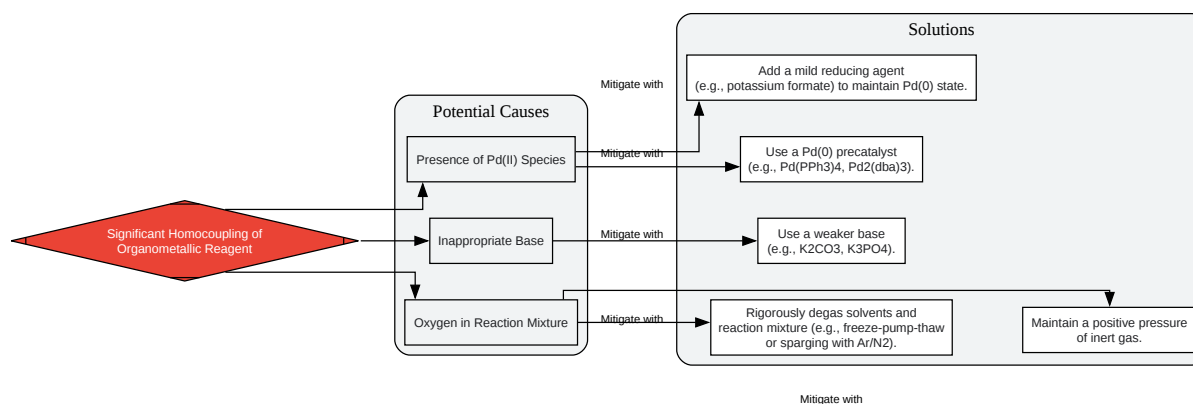 Solutions
Mitigate with
Add a mild reducing agent
(e.g., potassium formate) to maintain Pd(0) state.
Potential Causes
Presence of Pd(II) Species
Mitigate with
Use a Pd(0) precatalyst
(e.g., Pd(PPh3)4, Pd2(dba)3).
Significant Homocoupling of
Organometallic Reagent
Inappropriate Base
Mitigate with
Use a weaker base
(e.g., K2CO3, K3PO4).
Oxygen in Reaction Mixture
Mitigate with
Rigorously degas solvents and
reaction mixture (e.g., freeze-pump-thaw
or sparging with Ar/N2).
Maintain a positive pressure
of inert gas.
Mitigate with